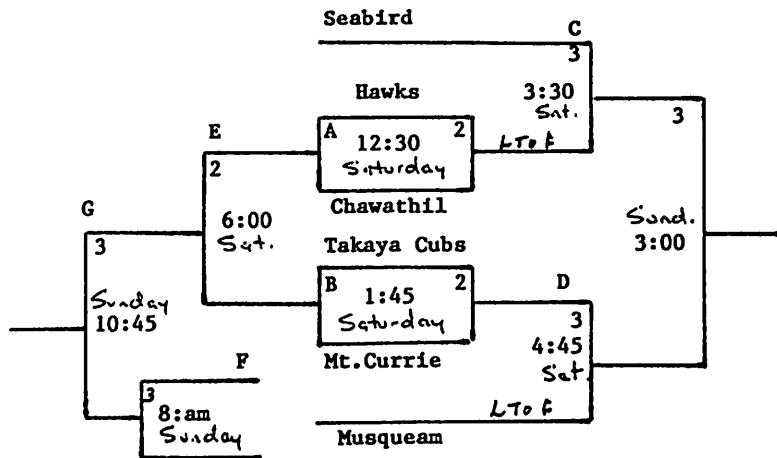 Seabird
C
3
Hawks
3:30
Sat.
3
E
A
12:30
2
Saturday
L To F
2
Chawathil
G
6:00
Sat.
Takaya Cubs
Sund.
3:00
3
B
1:45
2
D
Sunday
10:45
Saturday
3
Mt.Currie
4:45
Sat.
F
3
8:am
Sunday
L To F
Musqueam